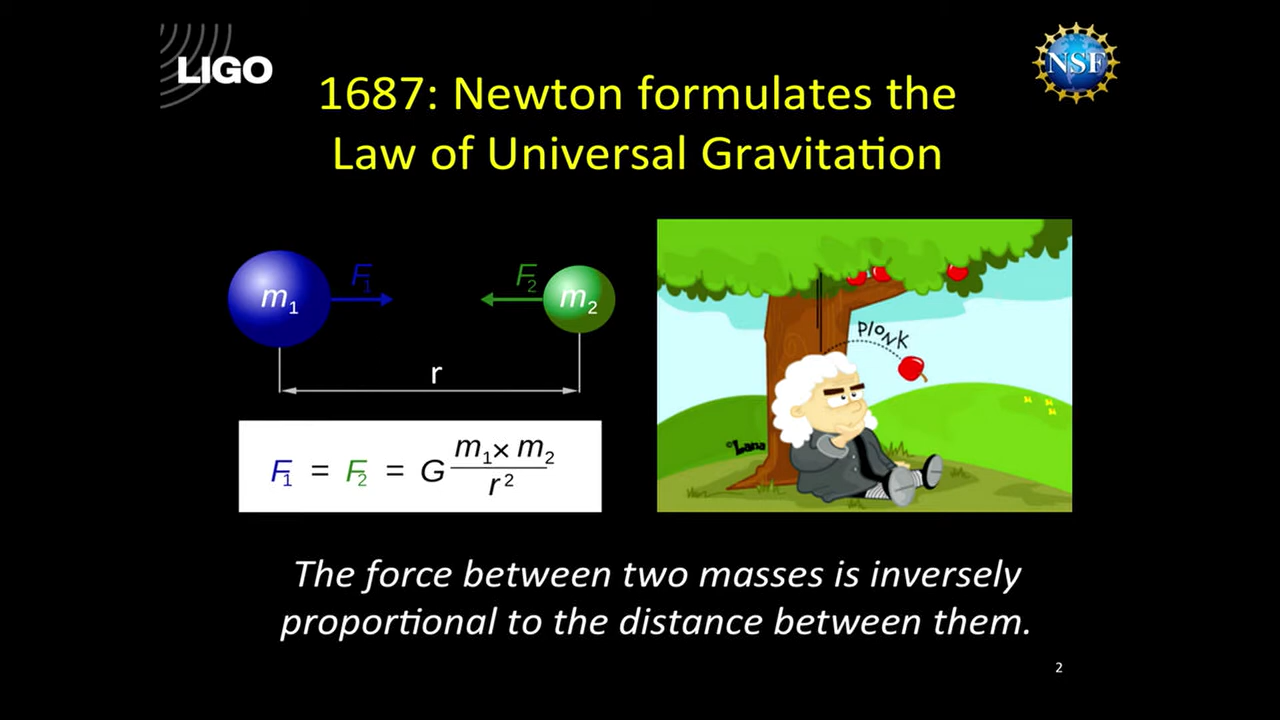 LIGO
NSF
1687: Newton formulates the
Law of Universal Gravitation
m₁
F₁
F₂
m₂
r
F₁ = F₂ = G m₁ × m₂ / r²
PLONK
©Lana
The force between two masses is inversely
proportional to the distance between them.
2